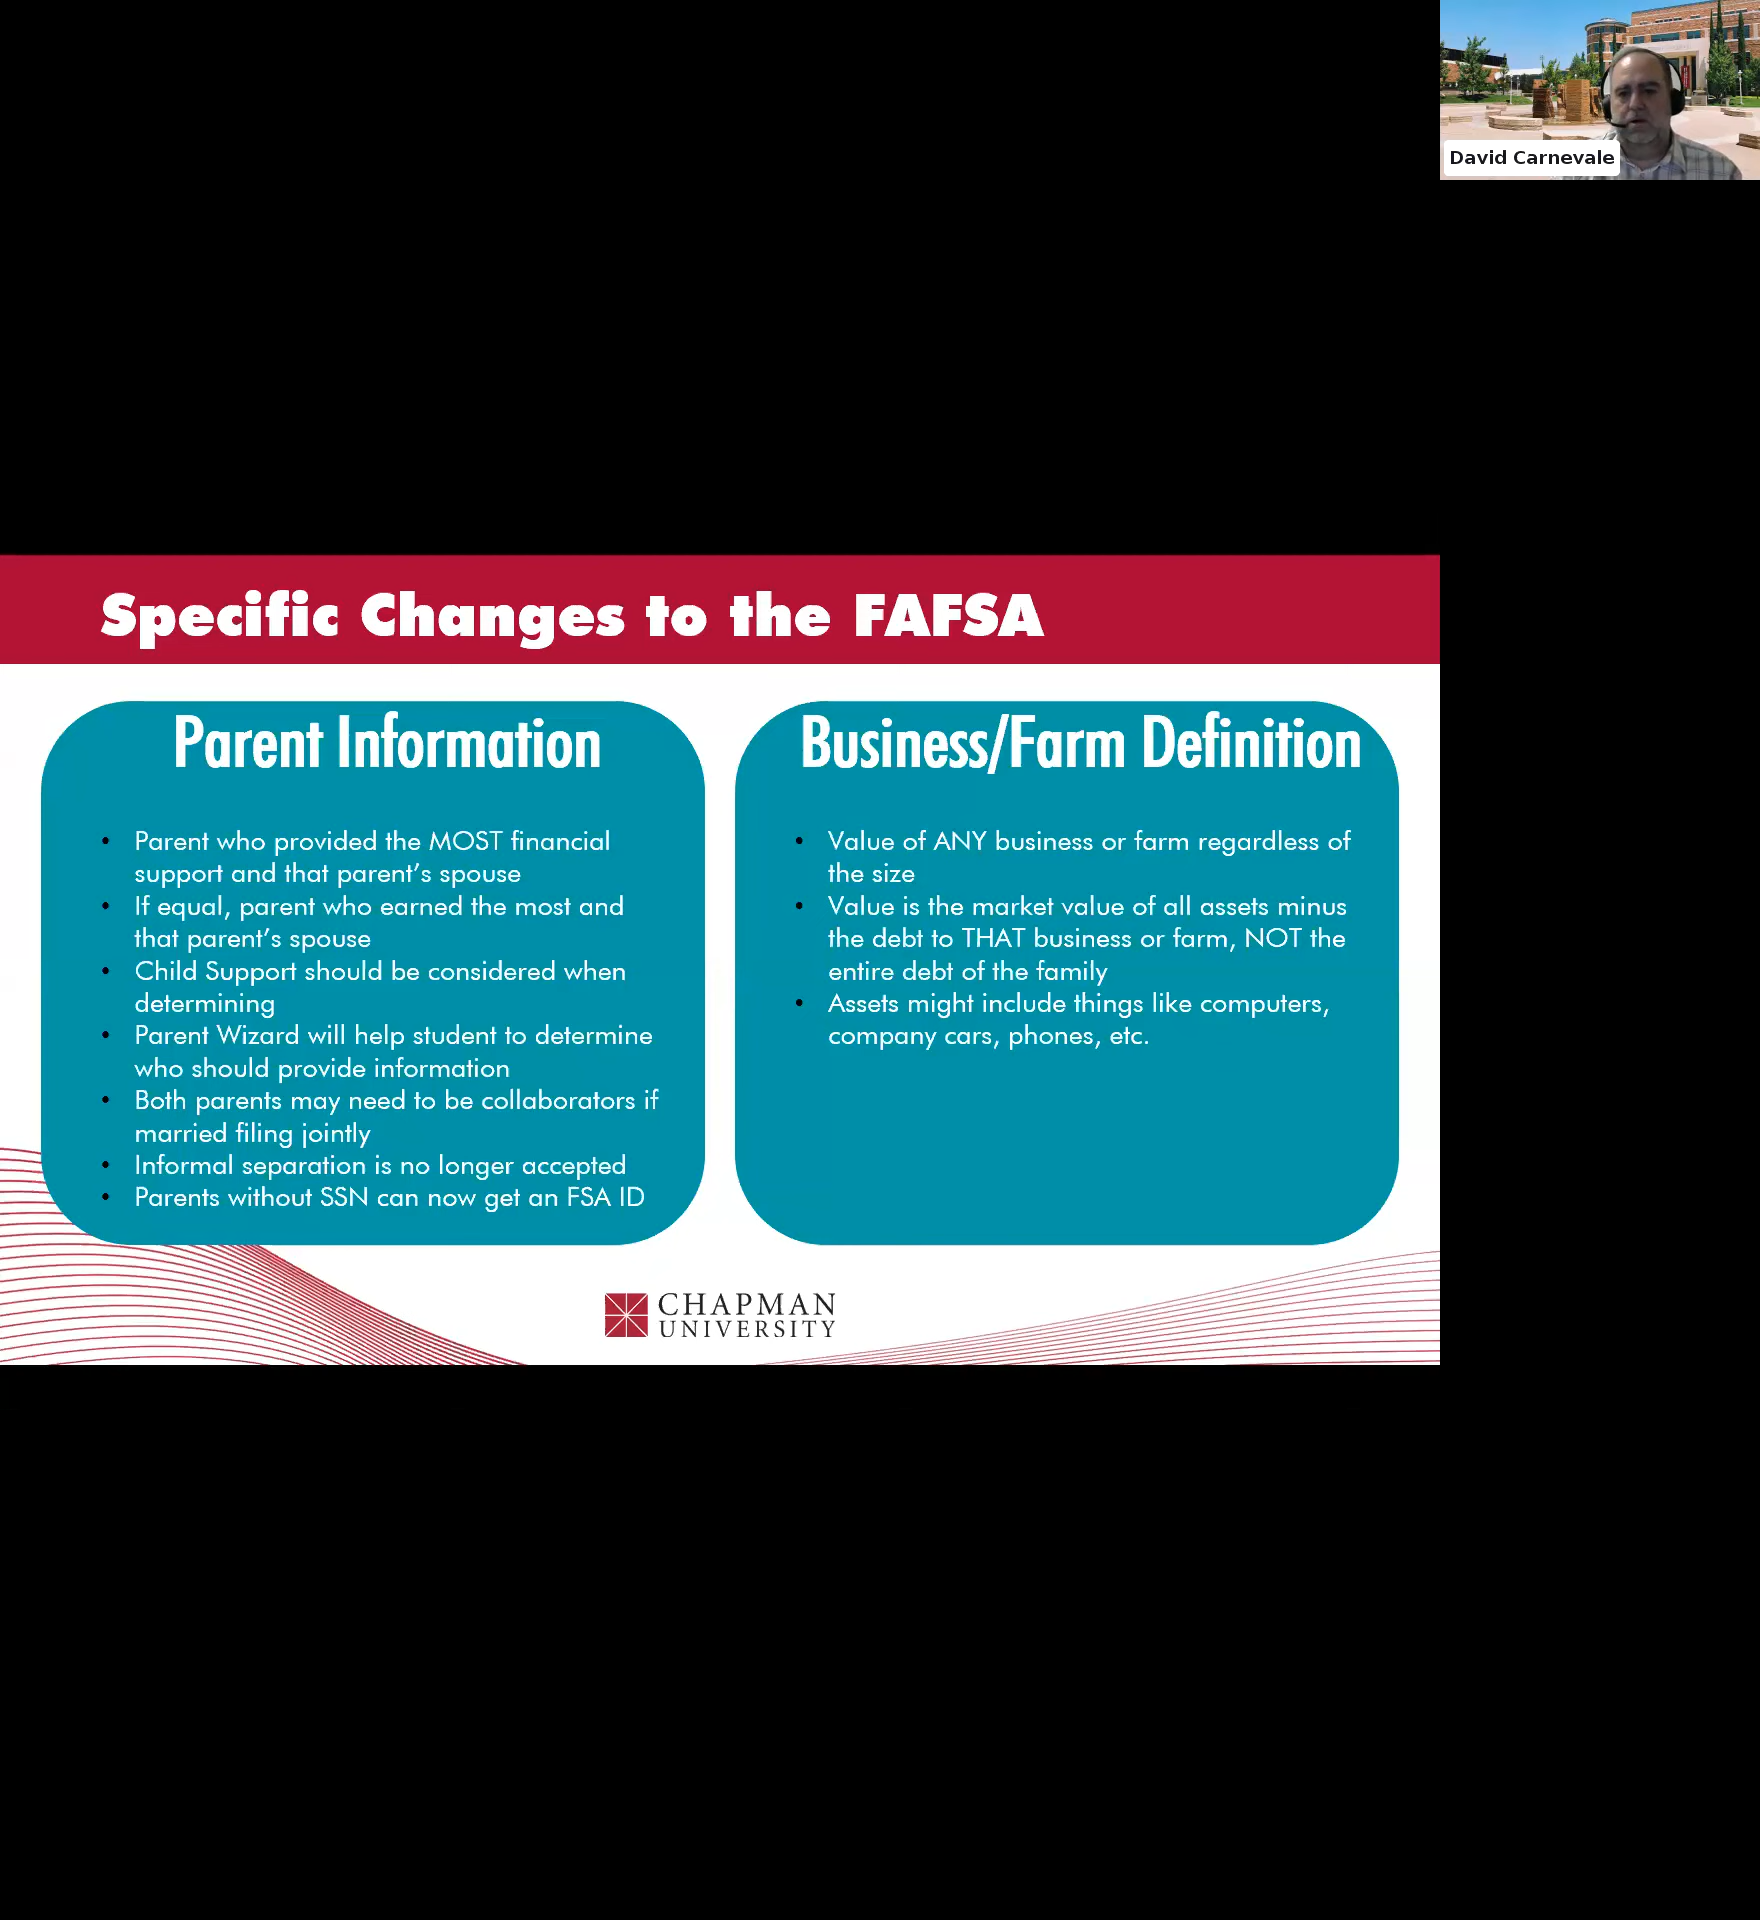 David Carnevale
Specific Changes to the FAFSA
Parent Information
• Parent who provided the MOST financial
support and that parent's spouse
• If equal, parent who earned the most and
that parent's spouse
• Child Support should be considered when
determining
• Parent Wizard will help student to determine
who should provide information
• Both parents may need to be collaborators if
married filing jointly
• Informal separation is no longer accepted
• Parents without SSN can now get an FSA ID
Business/Farm Definition
• Value of ANY business or farm regardless of
the size
• Value is the market value of all assets minus
the debt to THAT business or farm, NOT the
entire debt of the family
• Assets might include things like computers,
company cars, phones, etc.
CHAPMAN
UNIVERSITY